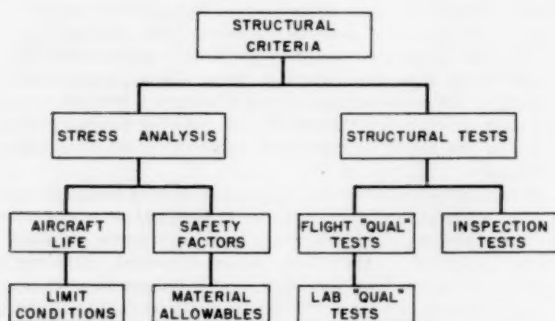 STRUCTURAL
CRITERIA
STRESS ANALYSIS
STRUCTURAL TESTS
AIRCRAFT
LIFE
SAFETY
FACTORS
FLIGHT "QUAL"
TESTS
INSPECTION
TESTS
LIMIT
CONDITIONS
MATERIAL
ALLOWABLES
LAB "QUAL"
TESTS